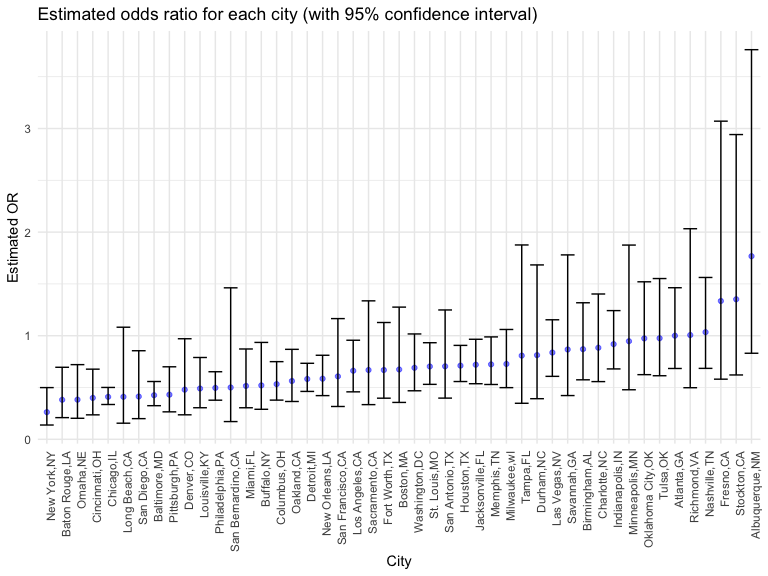 Estimated odds ratio for each city (with 95% confidence interval)
Estimated OR
3
2
1
0
New York,NY
Baton Rouge,LA
Omaha,NE
Cincinnati,OH
Chicago,IL
Long Beach,CA
San Diego,CA
Baltimore,MD
Pittsburgh,PA
Denver,CO
Louisville,KY
Philadelphia,PA
San Bernardino,CA
Miami,FL
Buffalo,NY
Columbus,OH
Oakland,CA
Detroit,MI
New Orleans,LA
San Francisco,CA
Los Angeles,CA
Sacramento,CA
Fort Worth,TX
Boston,MA
Washington,DC
St. Louis,MO
San Antonio,TX
Houston,TX
Jacksonville,FL
Memphis,TN
Milwaukee,wI
Tampa,FL
Durham,NC
Las Vegas,NV
Savannah,GA
Birmingham,AL
Charlotte,NC
Indianapolis,IN
Minneapolis,MN
Oklahoma City,OK
Tulsa,OK
Atlanta,GA
Richmond,VA
Nashville,TN
Fresno,CA
Stockton,CA
Albuquerque,NM
City